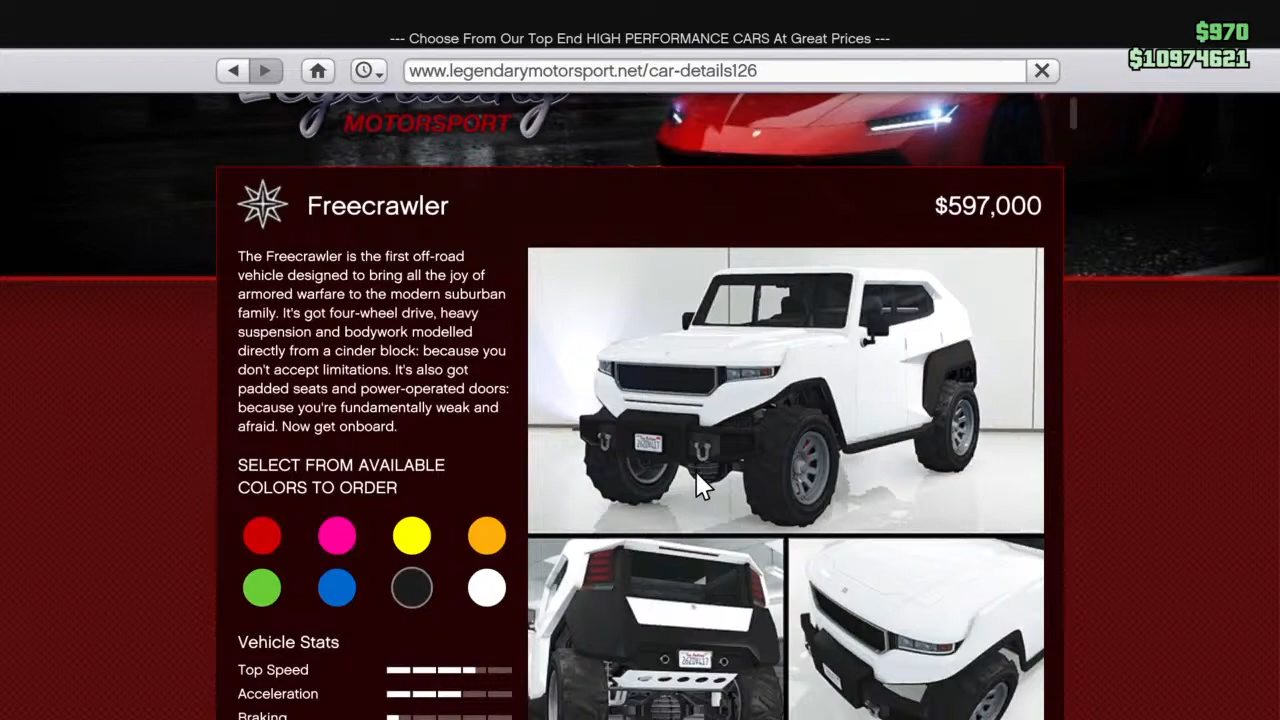 --- Choose From Our Top End HIGH PERFORMANCE CARS At Great Prices ---
$970
$10974621
www.legendarymotorsport.net/car-details126
Legendary
MOTORSPORT
Freecrawler
$597,000
The Freecrawler is the first off-road
vehicle designed to bring all the joy of
armored warfare to the modern suburban
family. It's got four-wheel drive, heavy
suspension and bodywork modelled
directly from a cinder block: because you
don't accept limitations. It's also got
padded seats and power-operated doors:
because you're fundamentally weak and
afraid. Now get onboard.
SELECT FROM AVAILABLE
COLORS TO ORDER
Vehicle Stats
Top Speed
Acceleration
Braking